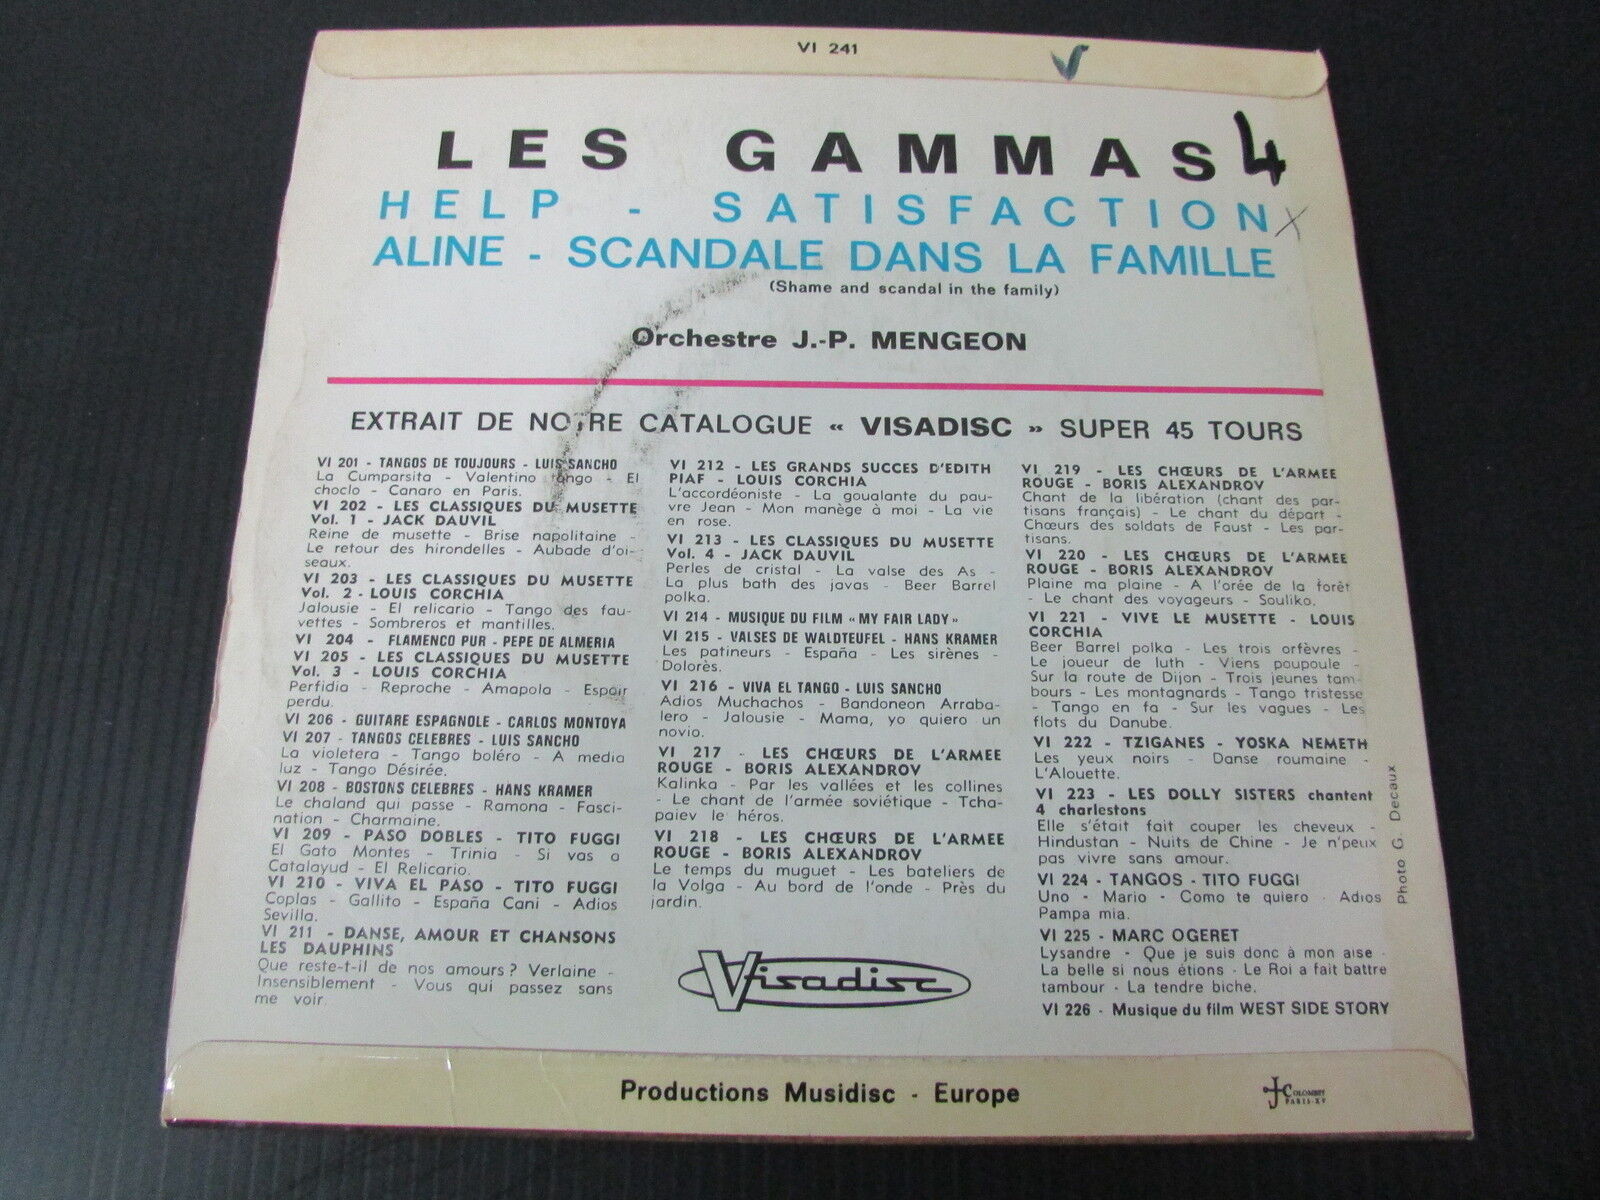 VI 241
V
LES GAMMAS 4
HELP - SATISFACTION x
ALINE - SCANDALE DANS LA FAMILLE
(Shame and scandal in the family)
Orchestre J.-P. MENGEON
EXTRAIT DE NOTRE CATALOGUE « VISADISC » SUPER 45 TOURS
VI 201 - TANGOS DE TOUJOURS - LUIS SANCHO
La Cumparsita - Valentino tango - El
choclo - Canaro en Paris.
VI 202 - LES CLASSIQUES DU MUSETTE
Vol. 1 - JACK DAUVIL
Reine de musette - Brise napolitaine -
Le retour des hirondelles - Aubade d'oi-
seaux.
VI 203 - LES CLASSIQUES DU MUSETTE
Vol. 2 - LOUIS CORCHIA
Jalousie - El relicario - Tango des fau-
vettes - Sombreros et mantilles.
VI 204 - FLAMENCO PUR - PEPE DE ALMERIA
VI 205 - LES CLASSIQUES DU MUSETTE
Vol. 3 - LOUIS CORCHIA
Perfidia - Reproche - Amapola - Espoir
perdu.
VI 206 - GUITARE ESPAGNOLE - CARLOS MONTOYA
VI 207 - TANGOS CELEBRES - LUIS SANCHO
La violetera - Tango boléro - A media
luz - Tango Désirée.
VI 208 - BOSTONS CELEBRES - HANS KRAMER
Le chaland qui passe - Ramona - Fasci-
nation - Charmaine.
VI 209 - PASO DOBLES - TITO FUGGI
El Gato Montes - Trinia - Si vas a
Catalayud - El Relicario.
VI 210 - VIVA EL PASO - TITO FUGGI
Coplas - Gallito - España Cani - Adios
Sevilla.
VI 211 - DANSE, AMOUR ET CHANSONS
LES DAUPHINS
Que reste-t-il de nos amours ? Verlaine -
Insensiblement - Vous qui passez sans
me voir.
VI 212 - LES GRANDS SUCCES D'EDITH
PIAF - LOUIS CORCHIA
L'accordéoniste - La goualante du pau-
vre Jean - Mon manège à moi - La vie
en rose.
VI 213 - LES CLASSIQUES DU MUSETTE
Vol. 4 - JACK DAUVIL
Perles de cristal - La valse des As -
La plus bath des javas - Beer Barrel
polka.
VI 214 - MUSIQUE DU FILM « MY FAIR LADY »
VI 215 - VALSES DE WALDTEUFEL - HANS KRAMER
Les patineurs - España - Les sirènes -
Dolorès.
VI 216 - VIVA EL TANGO - LUIS SANCHO
Adios Muchachos - Bandoneon Arraba-
lero - Jalousie - Mama, yo quiero un
novio.
VI 217 - LES CHŒURS DE L'ARMEE
ROUGE - BORIS ALEXANDROV
Kalinka - Par les vallées et les collines
- Le chant de l'armée soviétique - Tcha-
paiev le héros.
VI 218 - LES CHŒURS DE L'ARMEE
ROUGE - BORIS ALEXANDROV
Le temps du muguet - Les bateliers de
la Volga - Au bord de l'onde - Près du
jardin.
Visadisc
VI 219 - LES CHŒURS DE L'ARMEE
ROUGE - BORIS ALEXANDROV
Chant de la libération (chant des par-
tisans français) - Le chant du départ -
Chœurs des soldats de Faust - Les par-
tisans.
VI 220 - LES CHŒURS DE L'ARMEE
ROUGE - BORIS ALEXANDROV
Plaine ma plaine - A l'orée de la forêt
- Le chant des voyageurs - Souliko.
VI 221 - VIVE LE MUSETTE - LOUIS
CORCHIA
Beer Barrel polka - Les trois orfèvres -
Le joueur de luth - Viens poupoule -
Sur la route de Dijon - Trois jeunes tam-
bours - Les montagnards - Tango tristesse
- Tango en fa - Sur les vagues - Les
flots du Danube.
VI 222 - TZIGANES - YOSKA NEMETH
Les yeux noirs - Danse roumaine -
L'Alouette.
VI 223 - LES DOLLY SISTERS chantent
4 charlestons
Elle s'était fait couper les cheveux -
Hindustan - Nuits de Chine - Je n'peux
pas vivre sans amour.
VI 224 - TANGOS - TITO FUGGI
Uno - Mario - Como te quiero - Adios
Pampa mia.
VI 225 - MARC OGERET
Lysandre - Que je suis donc à mon aise -
La belle si nous étions - Le Roi a fait battre
tambour - La tendre biche.
VI 226 - Musique du film WEST SIDE STORY
Photo G. Decaux
Productions Musidisc - Europe
J COLOMBET
PARIS-XV